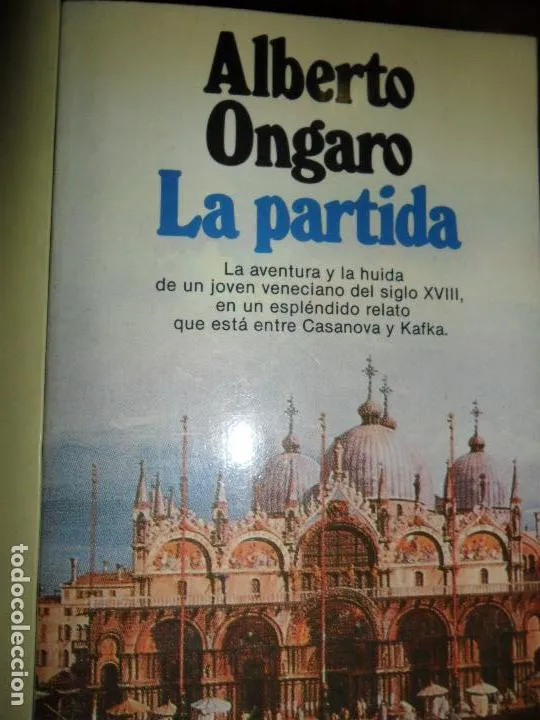 Alberto
Ongaro
La partida
La aventura y la huida
de un joven veneciano del siglo XVIII,
en un espléndido relato
que está entre Casanova y Kafka.
todocoleccion